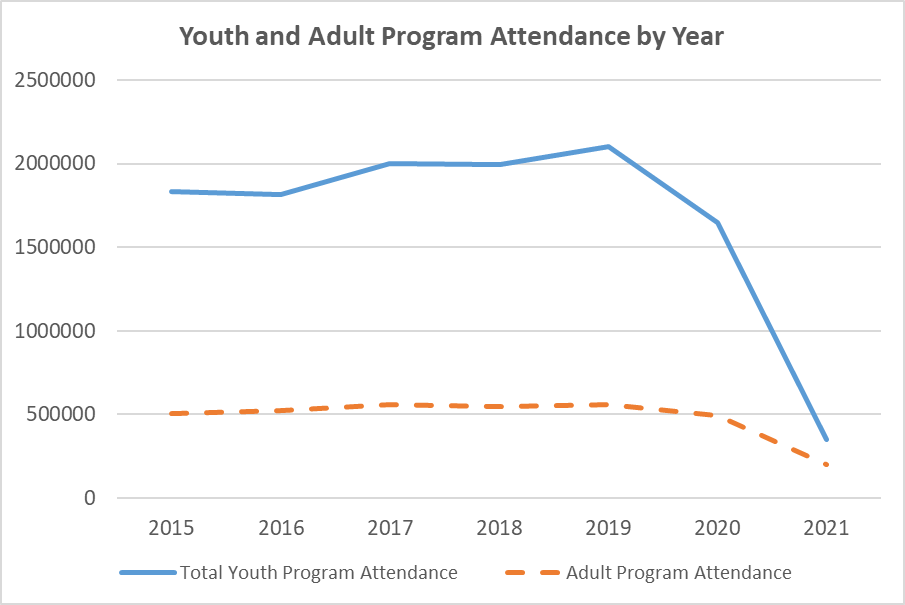 Youth and Adult Program Attendance by Year
2500000
2000000
1500000
1000000
500000
0
2015 2016 2017 2018 2019 2020 2021
Total Youth Program Attendance Adult Program Attendance